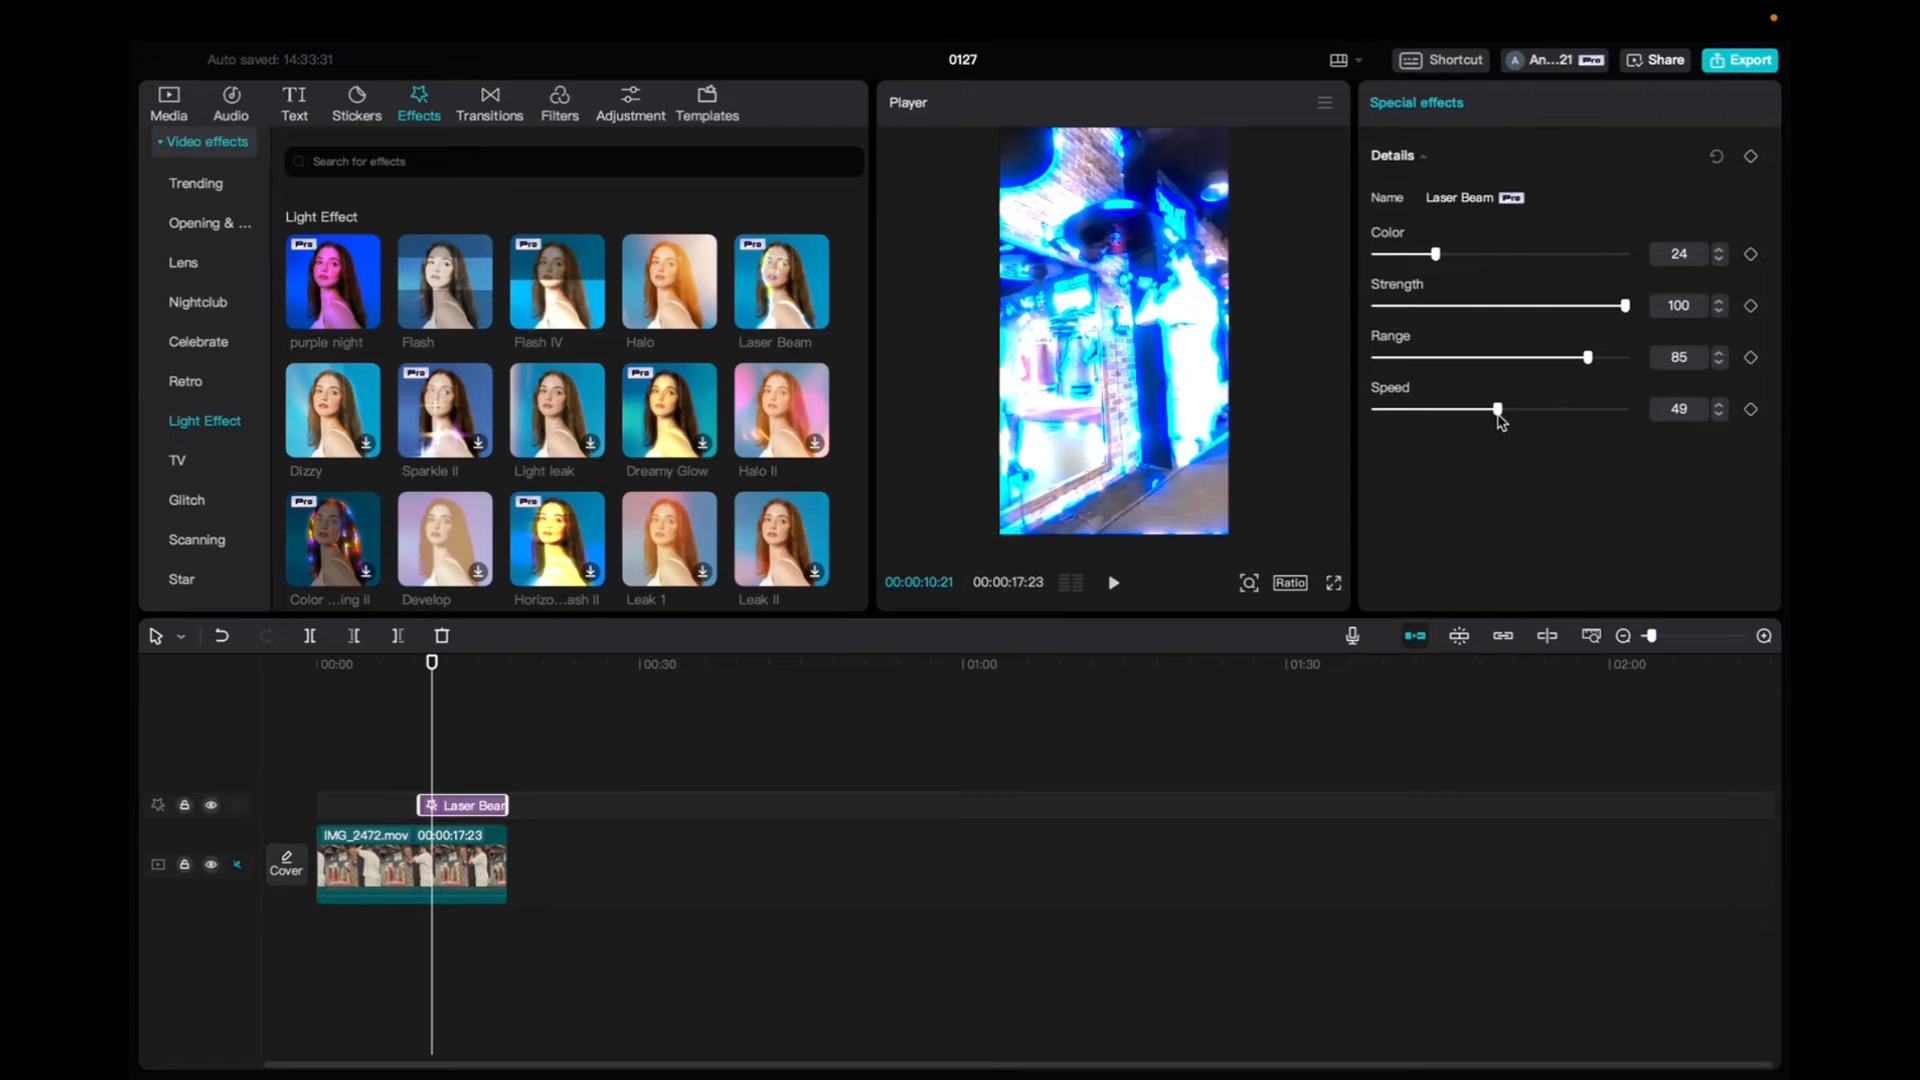 Auto saved: 14:33:31
0127
Shortcut
A An...21 Pro
Share
Export
Media
Audio
TI
Text
Stickers
Effects
Transitions
Filters
Adjustment
Templates
Video effects
Trending
Opening & ...
Lens
Nightclub
Celebrate
Retro
Light Effect
TV
Glitch
Scanning
Star
Search for effects
Light Effect
Pro
Pro
Pro
purple night
Flash
Flash IV
Halo
Laser Beam
Pro
Pro
Dizzy
Sparkle II
Light leak
Dreamy Glow
Halo II
Pro
Pro
Color ...ing II
Develop
Horizo...ash II
Leak 1
Leak II
Player
00:00:10:21
00:00:17:23
Ratio
Special effects
Details
Name Laser Beam Pro
Color
24
Strength
100
Range
85
Speed
49
00:00
00:30
01:00
01:30
02:00
Laser Bear
IMG_2472.mov 00:00:17:23
Cover